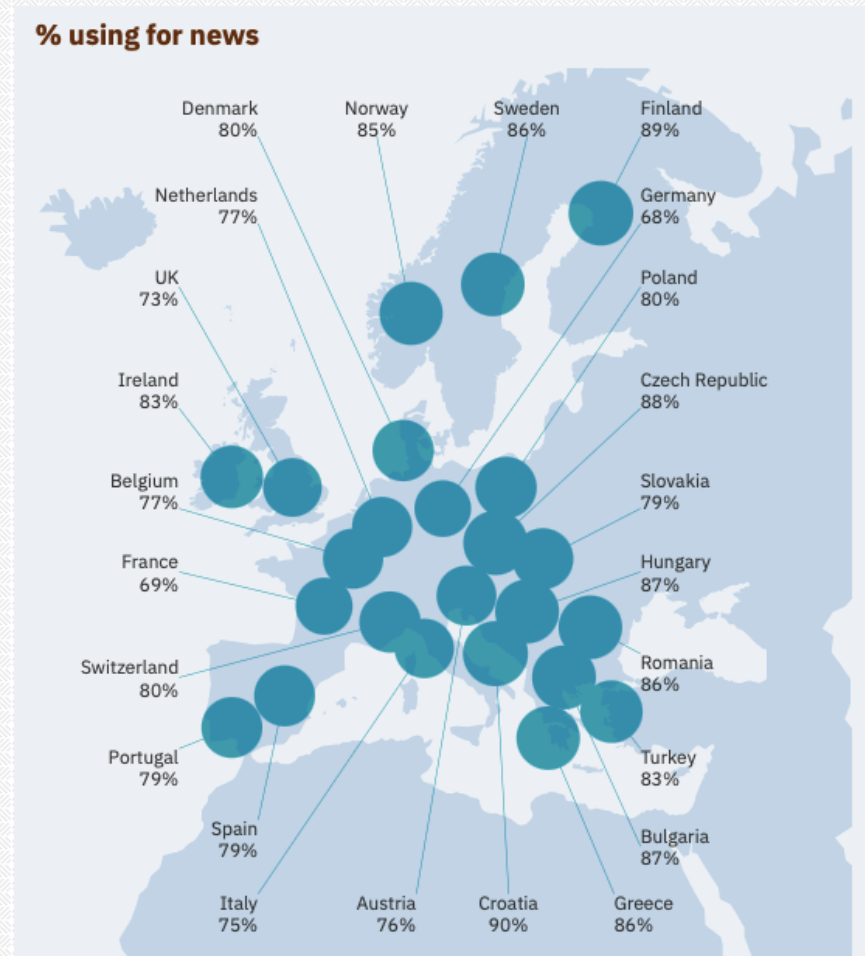 % using for news
Denmark
80%
Norway
85%
Sweden
86%
Finland
89%
Netherlands
77%
Germany
68%
UK
73%
Poland
80%
Ireland
83%
Czech Republic
88%
Belgium
77%
Slovakia
79%
France
69%
Hungary
87%
Switzerland
80%
Romania
86%
Portugal
79%
Turkey
83%
Spain
79%
Bulgaria
87%
Italy
75%
Austria
76%
Croatia
90%
Greece
86%